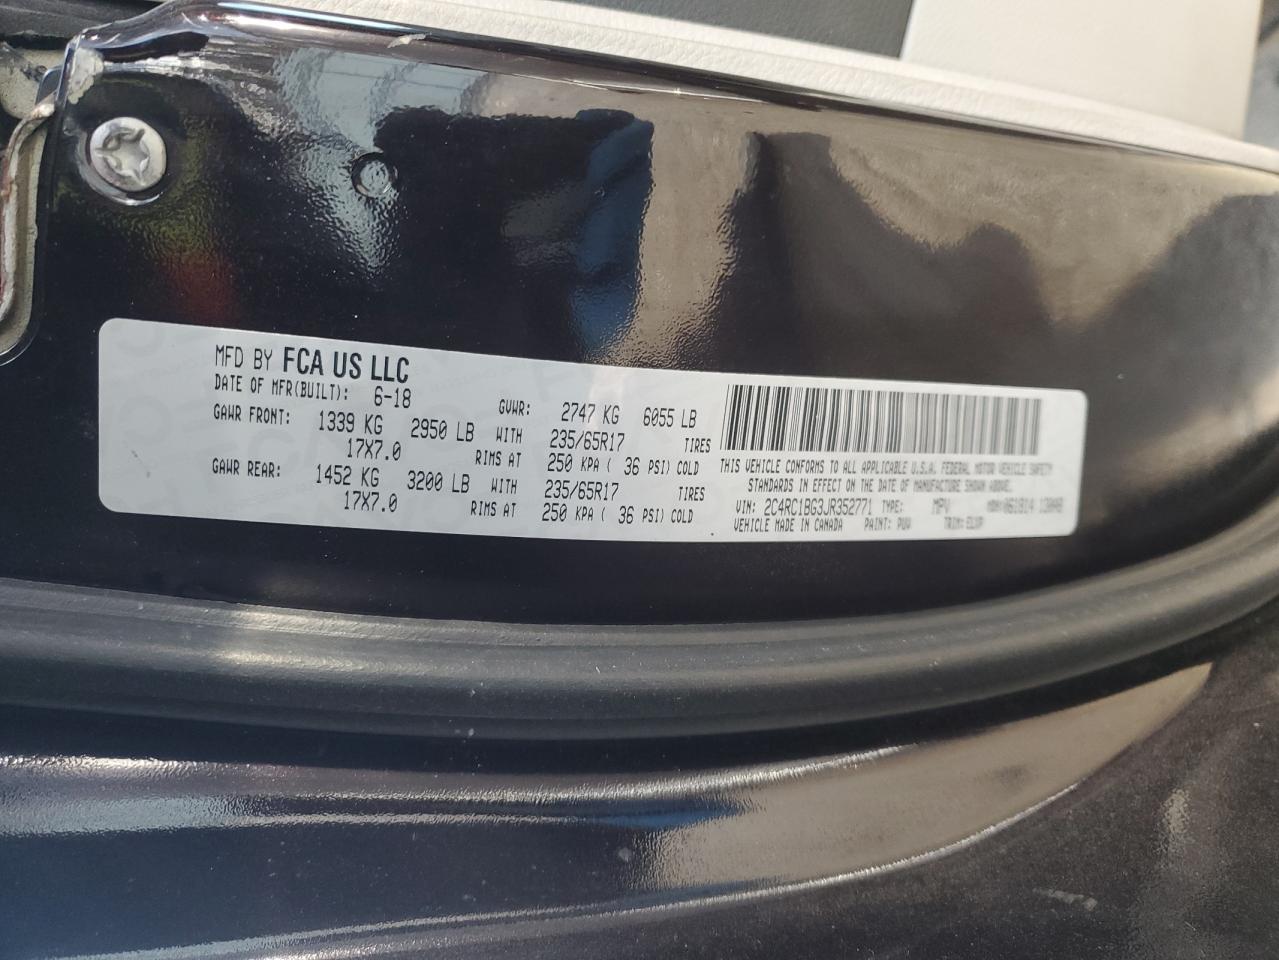 MFD BY FCA US LLC
DATE OF MFR(BUILT): 6-18 GVWR: 2747 KG 6055 LB
GAWR FRONT: 1339 KG 2950 LB WITH 235/65R17 TIRES
17X7.0 RIMS AT 250 KPA ( 36 PSI) COLD
GAWR REAR: 1452 KG 3200 LB WITH 235/65R17 TIRES
17X7.0 RIMS AT 250 KPA ( 36 PSI) COLD
THIS VEHICLE CONFORMS TO ALL APPLICABLE U.S.A. FEDERAL MOTOR VEHICLE SAFETY
STANDARDS IN EFFECT ON THE DATE OF MANUFACTURE SHOWN ABOVE.
VIN: 2C4RC1BG3JR352771 TYPE: MPV MDH: 061914
VEHICLE MADE IN CANADA PAINT: PUV TRIM: